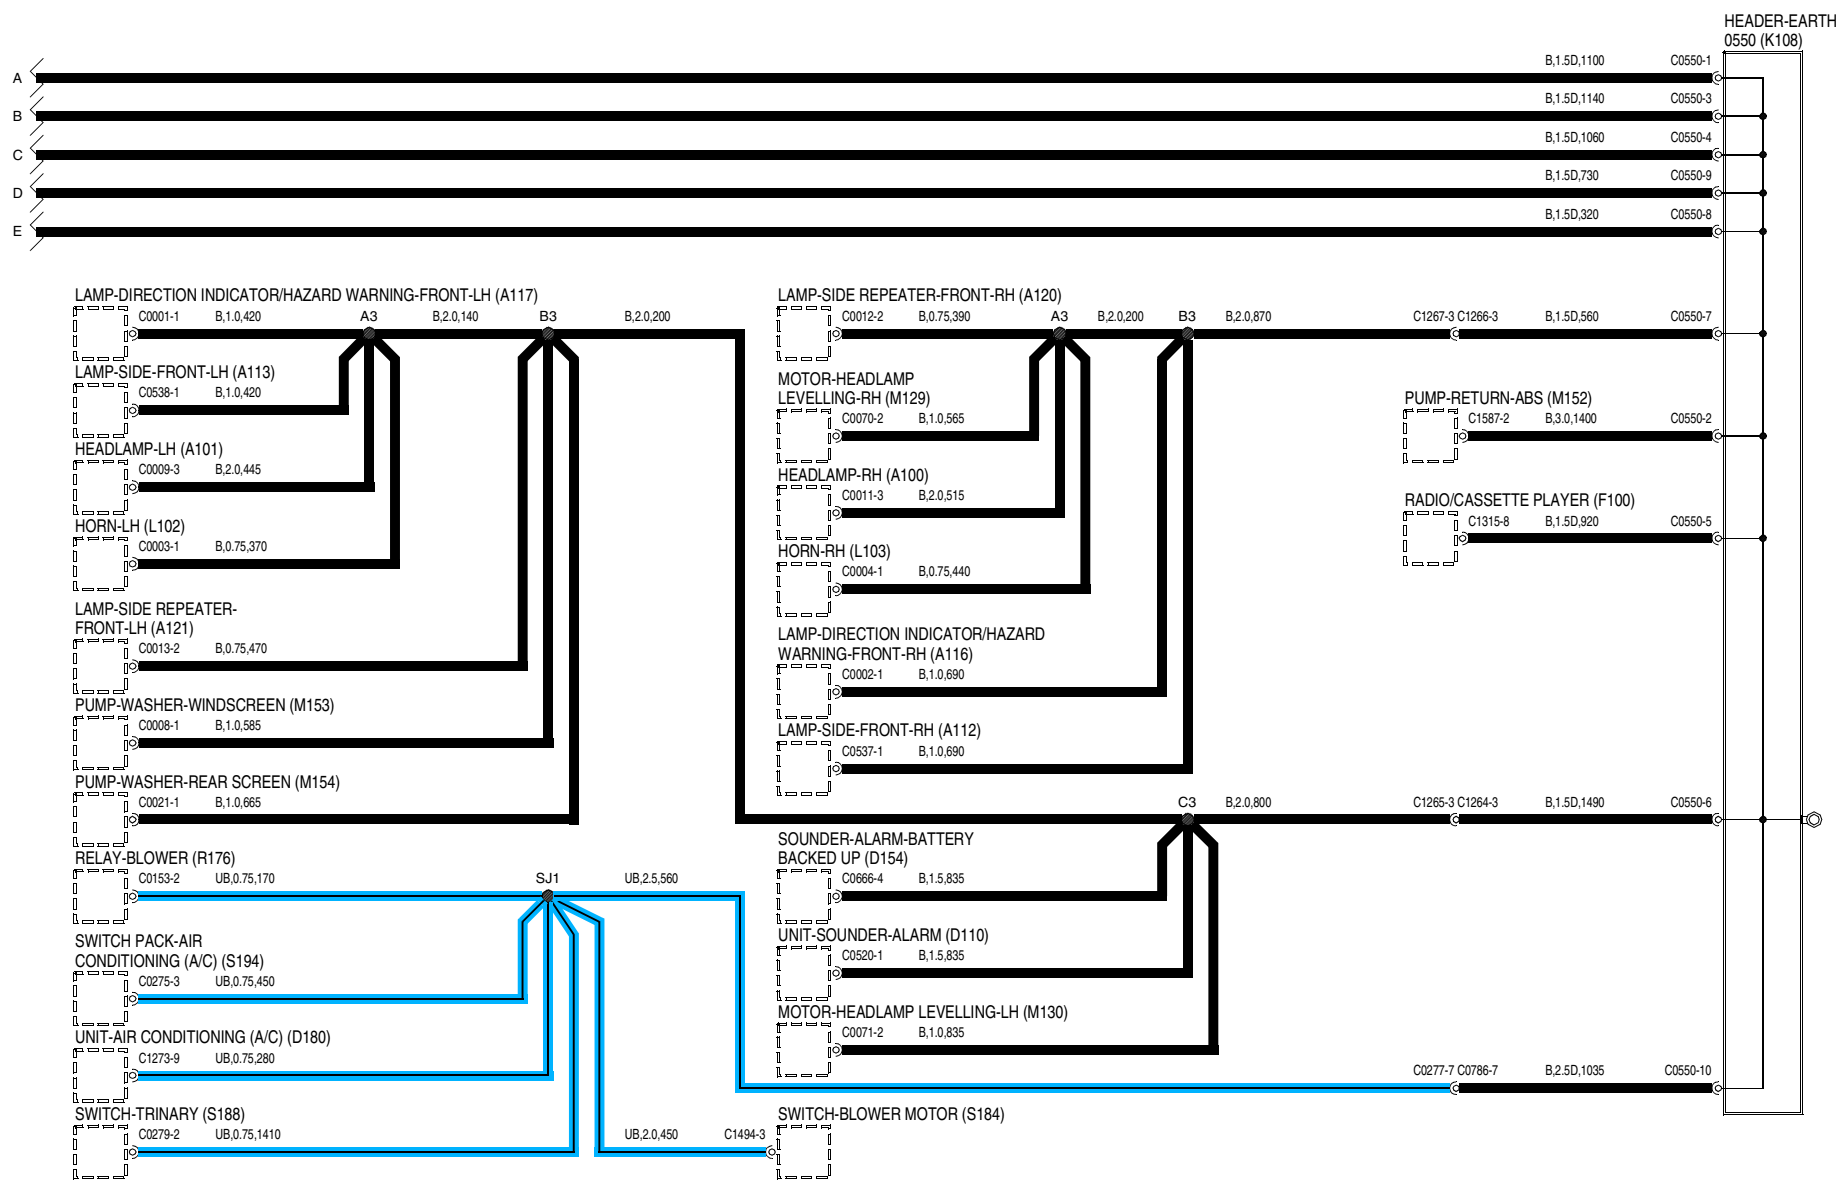 HEADER-EARTH
0550 (K108)
A B,1.5D,1100 C0550-1
B B,1.5D,1140 C0550-3
C B,1.5D,1060 C0550-4
D B,1.5D,730 C0550-9
E B,1.5D,320 C0550-8
LAMP-DIRECTION INDICATOR/HAZARD WARNING-FRONT-LH (A117)
C0001-1 B,1.0,420 A3 B,2.0,140 B3 B,2.0,200
LAMP-SIDE-FRONT-LH (A113)
C0538-1 B,1.0,420
HEADLAMP-LH (A101)
C0009-3 B,2.0,445
HORN-LH (L102)
C0003-1 B,0.75,370
LAMP-SIDE REPEATER-
FRONT-LH (A121)
C0013-2 B,0.75,470
PUMP-WASHER-WINDSCREEN (M153)
C0008-1 B,1.0,585
PUMP-WASHER-REAR SCREEN (M154)
C0021-1 B,1.0,665
RELAY-BLOWER (R176)
C0153-2 UB,0.75,170 SJ1 UB,2.5,560
SWITCH PACK-AIR
CONDITIONING (A/C) (S194)
C0275-3 UB,0.75,450
UNIT-AIR CONDITIONING (A/C) (D180)
C1273-9 UB,0.75,280
SWITCH-TRINARY (S188)
C0279-2 UB,0.75,1410
LAMP-SIDE REPEATER-FRONT-RH (A120)
C0012-2 B,0.75,390 A3 B,2.0,200 B3 B,2.0,870 C1267-3 C1266-3 B,1.5D,560 C0550-7
MOTOR-HEADLAMP
LEVELLING-RH (M129)
C0070-2 B,1.0,565
HEADLAMP-RH (A100)
C0011-3 B,2.0,515
HORN-RH (L103)
C0004-1 B,0.75,440
LAMP-DIRECTION INDICATOR/HAZARD
WARNING-FRONT-RH (A116)
C0002-1 B,1.0,690
LAMP-SIDE-FRONT-RH (A112)
C0537-1 B,1.0,690
C3 B,2.0,800 C1265-3 C1264-3 B,1.5D,1490 C0550-6
SOUNDER-ALARM-BATTERY
BACKED UP (D154)
C0666-4 B,1.5,835
UNIT-SOUNDER-ALARM (D110)
C0520-1 B,1.5,835
MOTOR-HEADLAMP LEVELLING-LH (M130)
C0071-2 B,1.0,835
C0277-7 C0786-7 B,2.5D,1035 C0550-10
SWITCH-BLOWER MOTOR (S184)
UB,2.0,450 C1494-3
PUMP-RETURN-ABS (M152)
C1587-2 B,3.0,1400 C0550-2
RADIO/CASSETTE PLAYER (F100)
C1315-8 B,1.5D,920 C0550-5